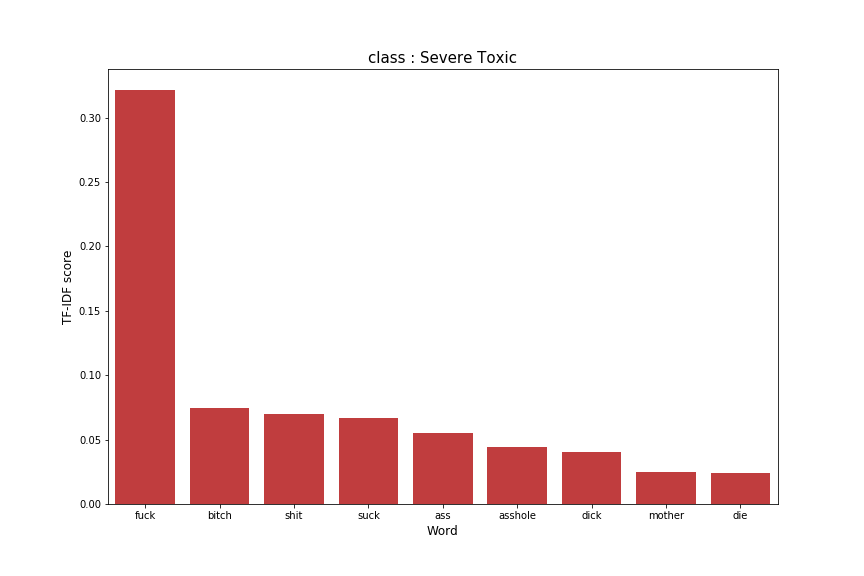 class : Severe Toxic
TF-IDF score
0.30
0.25
0.20
0.15
0.10
0.05
0.00
fuck bitch shit suck ass asshole dick mother die
Word